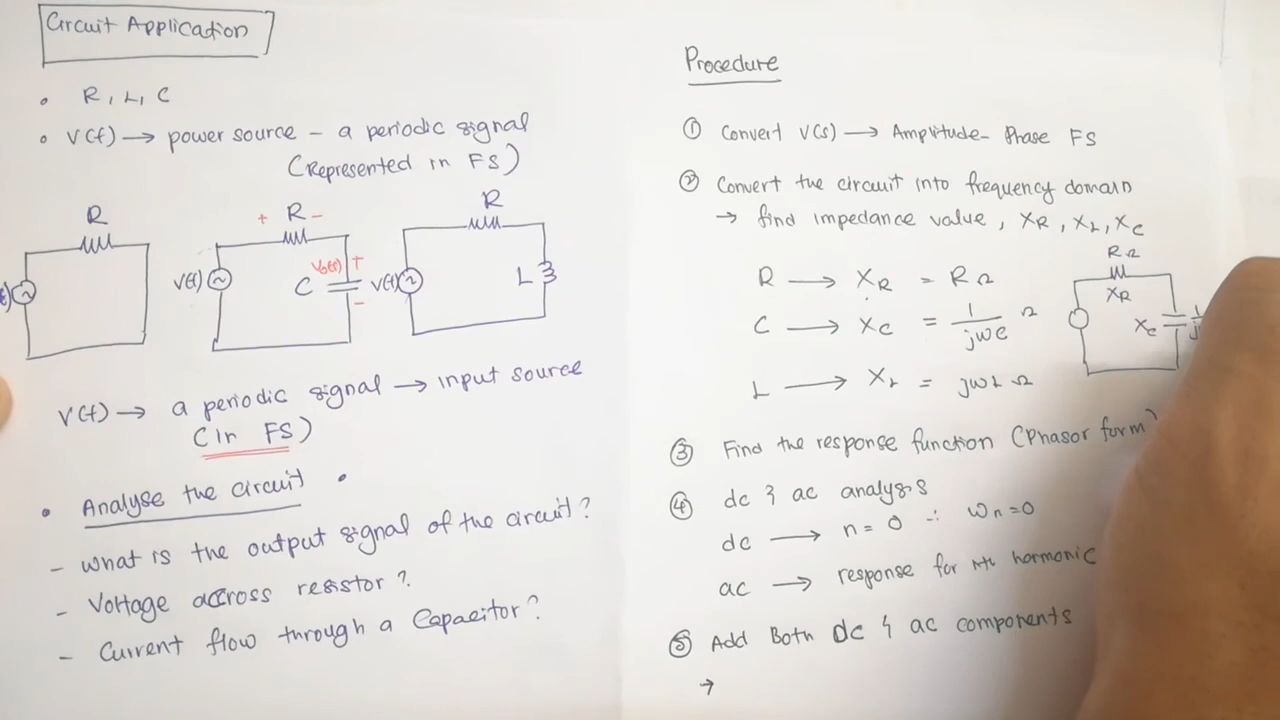 Circuit Application
• R, L, C
• V(t) → power source - a periodic signal
(Represented in FS)
R
+ R -
R
V(t)
C
Vo(t)
+
-
V(t)
L
V(t) → a periodic signal → input source
(in FS)
• Analyse the circuit •
- what is the output signal of the circuit?
- Voltage across resistor?
- Current flow through a Capacitor?
Procedure
① Convert V(s) → Amplitude- Phase FS
② Convert the circuit into frequency domain
→ find impedance value, XR, XL, XC
R → XR = RΩ
C → XC = 1/jωC Ω
L → XL = jωL Ω
RΩ
XR
XC
③ Find the response function (Phasor form)
④ dc & ac analysis
dc → n = 0 ∴ ωn = 0
ac → response for nth harmonic
⑤ Add Both dc & ac components
→